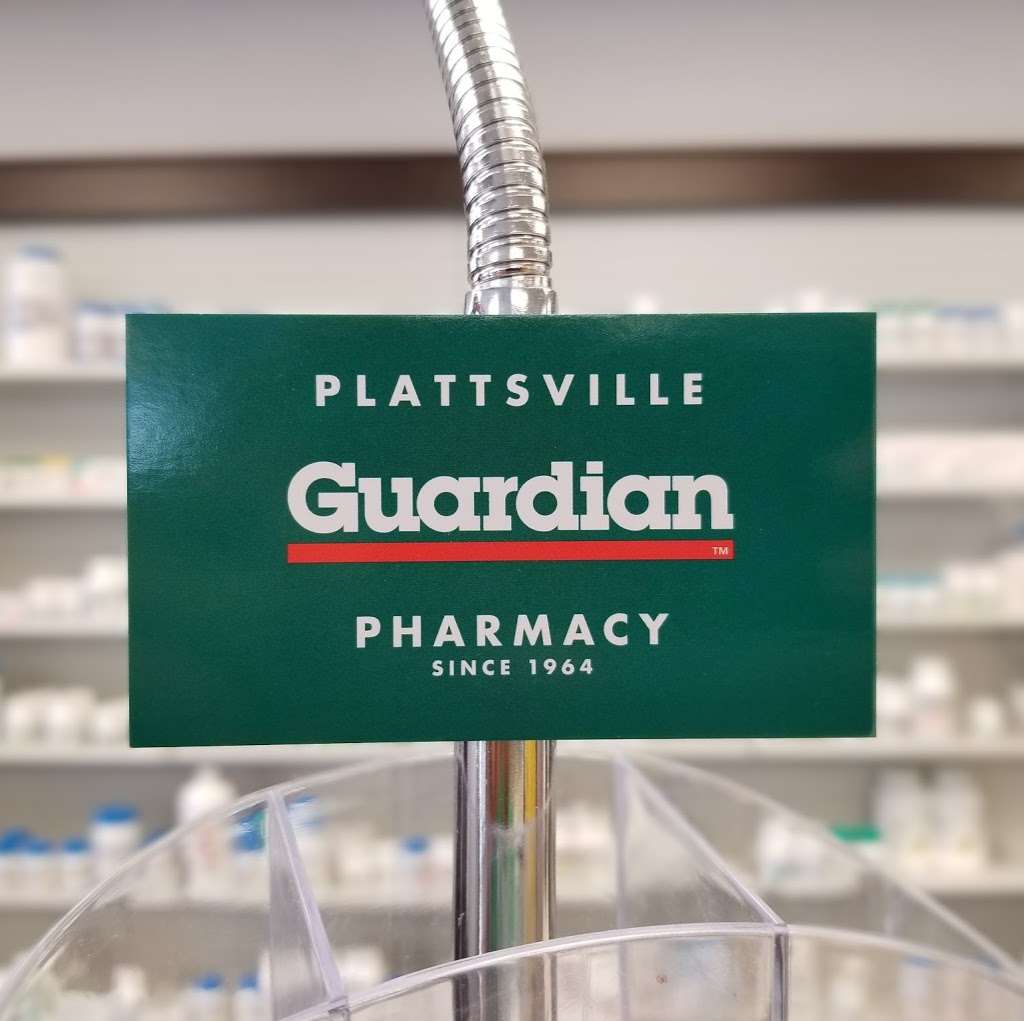 PLATTSVILLE
Guardian
TM
PHARMACY
SINCE 1964